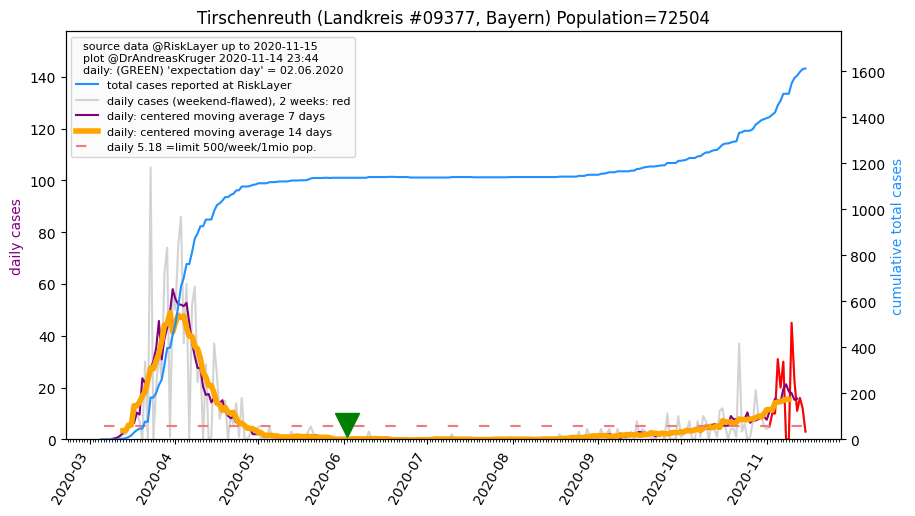 Tirschenreuth (Landkreis #09377, Bayern) Population=72504
source data @RiskLayer up to 2020-11-15
plot @DrAndreasKruger 2020-11-14 23:44
daily: (GREEN) 'expectation day' = 02.06.2020
total cases reported at RiskLayer
daily cases (weekend-flawed), 2 weeks: red
daily: centered moving average 7 days
daily: centered moving average 14 days
daily 5.18 =limit 500/week/1mio pop.
daily cases
140
120
100
80
60
40
20
0
1600
1400
1200
1000
800
600
400
200
0
cumulative total cases
2020-03
2020-04
2020-05
2020-06
2020-07
2020-08
2020-09
2020-10
2020-11